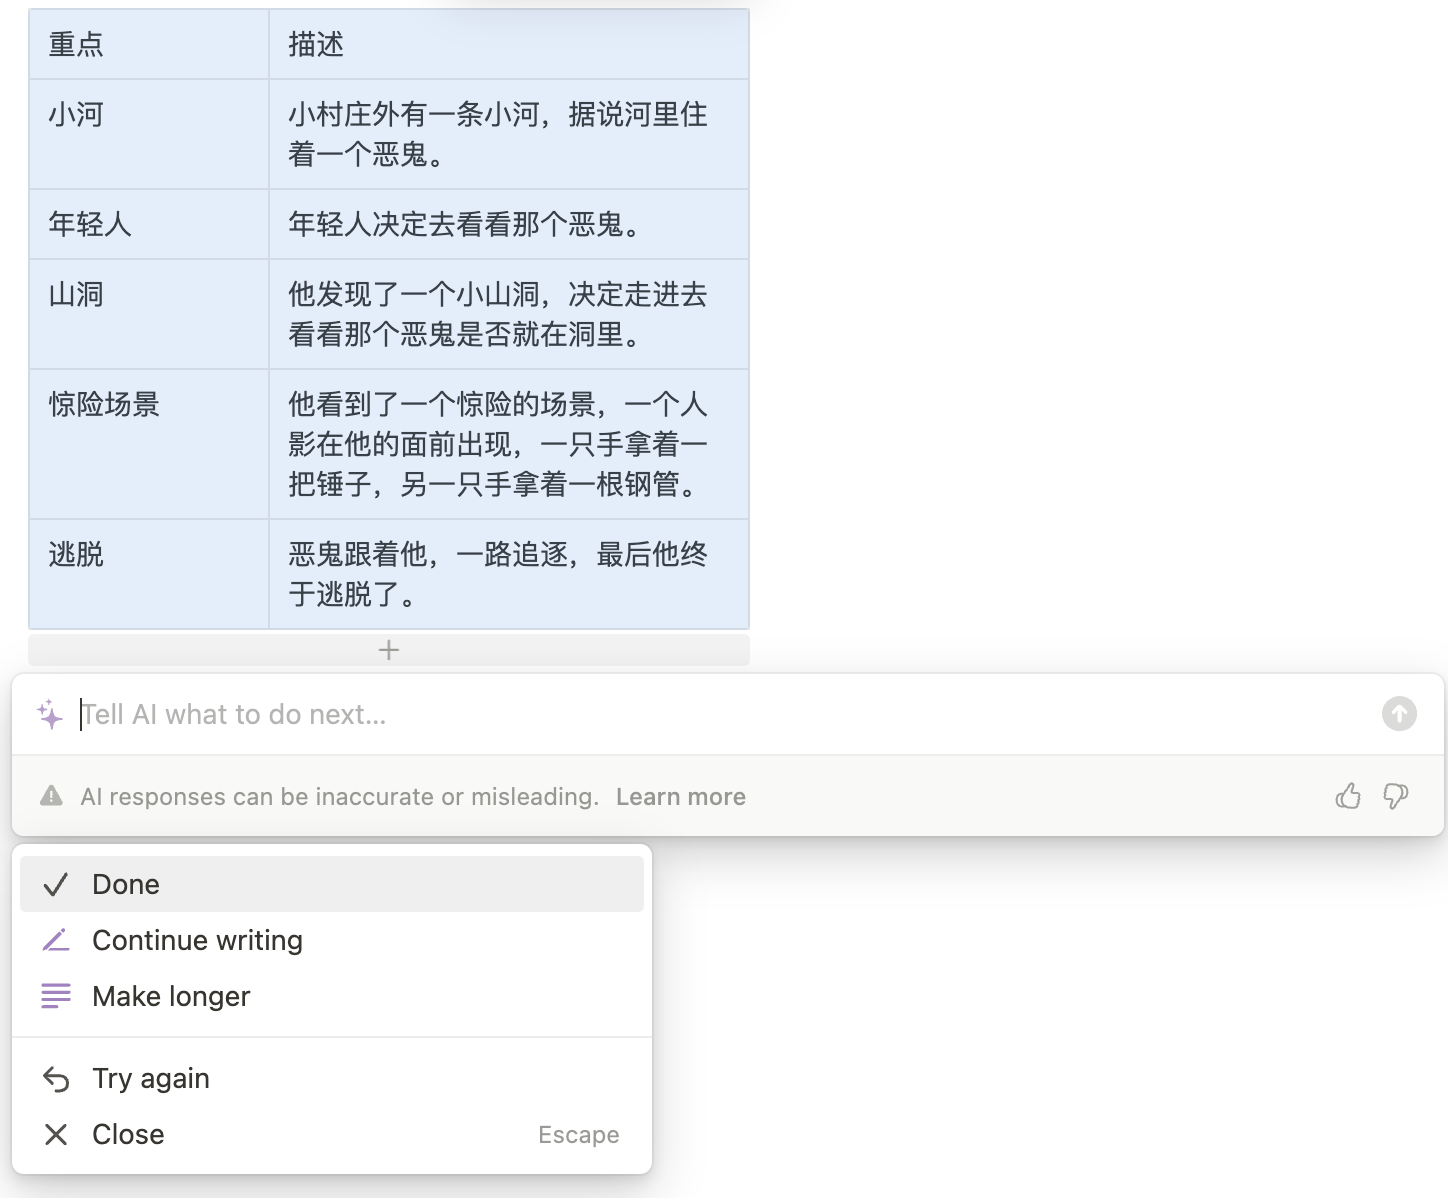 重点
描述
小河
小村庄外有一条小河，据说河里住
着一个恶鬼。
年轻人
年轻人决定去看看那个恶鬼。
山洞
他发现了一个小山洞，决定走进去
看看那个恶鬼是否就在洞里。
惊险场景
他看到了一个惊险的场景，一个人
影在他的面前出现，一只手拿着一
把锤子，另一只手拿着一根钢管。
逃脱
恶鬼跟着他，一路追逐，最后他终
于逃脱了。
Tell AI what to do next...
AI responses can be inaccurate or misleading. Learn more
Done
Continue writing
Make longer
Try again
Close Escape